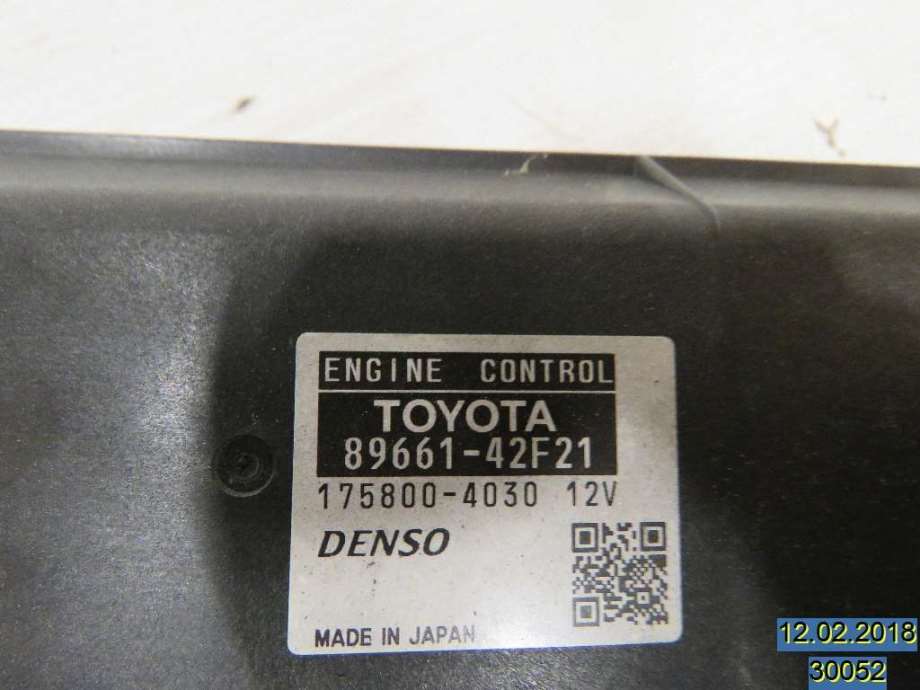 ENGINE CONTROL
TOYOTA
89661-42F21
175800-4030 12V
DENSO
MADE IN JAPAN
12.02.2018
30052